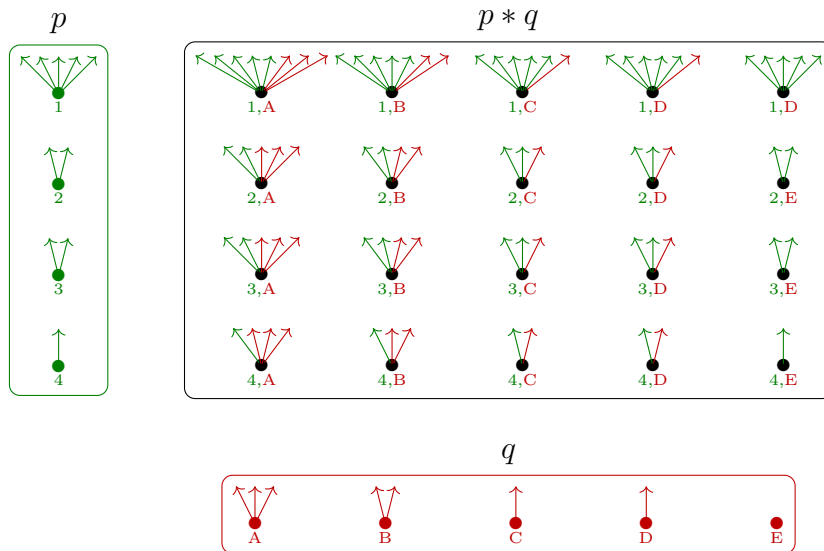 p
p * q
1
1,A 1,B 1,C 1,D 1,D
2
2,A 2,B 2,C 2,D 2,E
3
3,A 3,B 3,C 3,D 3,E
4
4,A 4,B 4,C 4,D 4,E
q
A B C D E